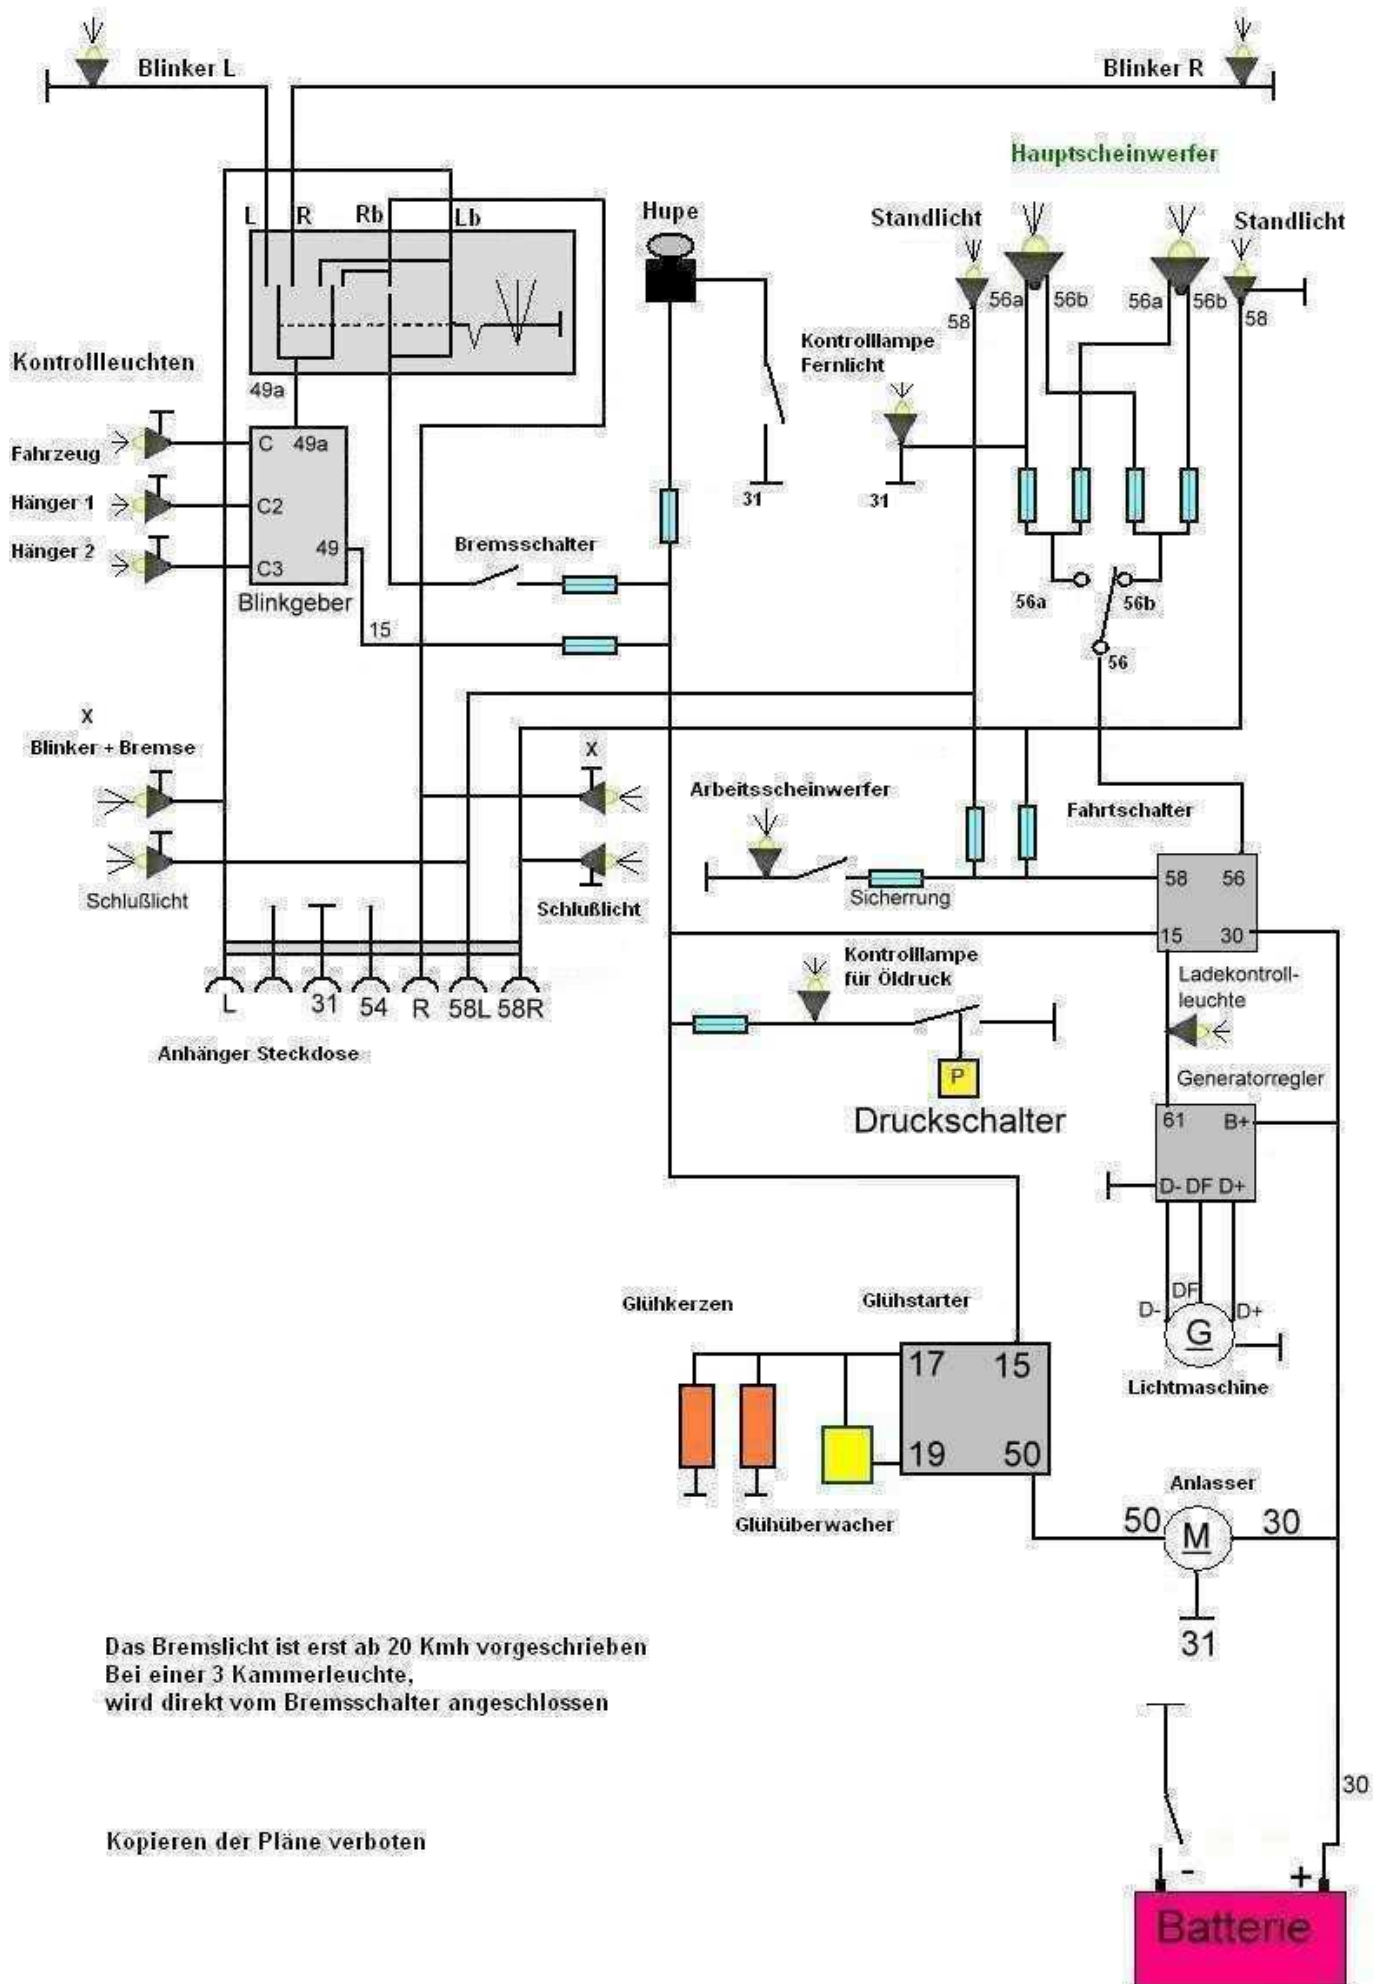 Blinker L
Blinker R
Hauptscheinwerfer
L R Rb Lb
Hupe
Standlicht
Standlicht
56a 56b 56a 56b
58
58
Kontrolllampe
Fernlicht
Kontrollleuchten
49a
Fahrzeug
C 49a
Hänger 1
C2
31
31
Hänger 2
49
C3
Bremsschalter
Blinkgeber
56a
56b
15
56
X
Blinker + Bremse
X
Arbeitsscheinwerfer
Fahrtschalter
58 56
Sicherrung
Schlußlicht
Schlußlicht
15 30
Kontrolllampe
für Öldruck
Ladekontroll-
leuchte
L 31 54 R 58L 58R
Anhänger Steckdose
P
Generatorregler
Druckschalter
61 B+
D- DF D+
DF
D- D+
G
Glühkerzen
Glühstarter
17 15
Lichtmaschine
19 50
Anlasser
Glühüberwacher
50 M 30
31
Das Bremslicht ist erst ab 20 Kmh vorgeschrieben
Bei einer 3 Kammerleuchte,
wird direkt vom Bremsschalter angeschlossen
30
Kopieren der Pläne verboten
- +
Batterie